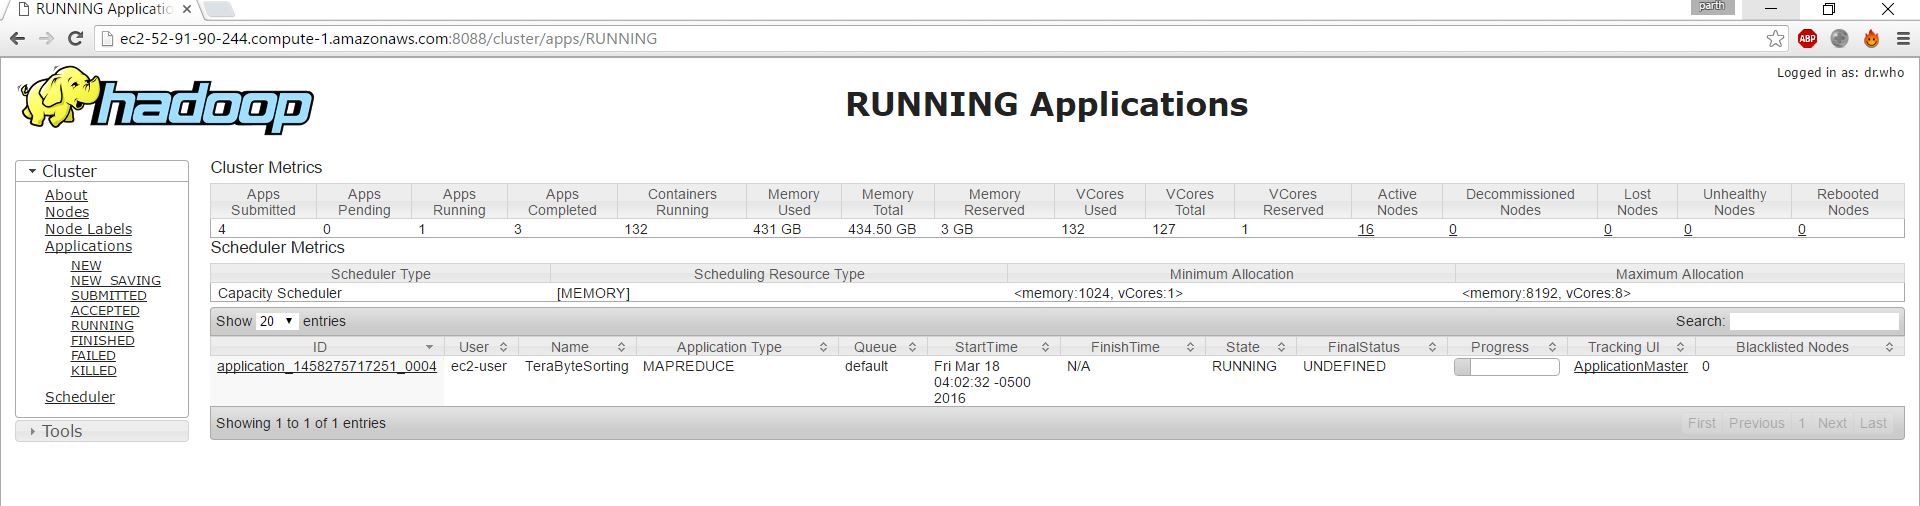 RUNNING Applicatio
parth
ec2-52-91-90-244.compute-1.amazonaws.com:8088/cluster/apps/RUNNING
ABP
Logged in as: dr.who
hadoop
RUNNING Applications
Cluster
About
Nodes
Node Labels
Applications
NEW
NEW_SAVING
SUBMITTED
ACCEPTED
RUNNING
FINISHED
FAILED
KILLED
Scheduler
Tools
Cluster Metrics
Apps Submitted Apps Pending Apps Running Apps Completed Containers Running Memory Used Memory Total Memory Reserved VCores Used VCores Total VCores Reserved Active Nodes Decommissioned Nodes Lost Nodes Unhealthy Nodes Rebooted Nodes
4 0 1 3 132 431 GB 434.50 GB 3 GB 132 127 1 16 0 0 0 0
Scheduler Metrics
Scheduler Type Scheduling Resource Type Minimum Allocation Maximum Allocation
Capacity Scheduler [MEMORY] <memory:1024, vCores:1> <memory:8192, vCores:8>
Show 20 entries Search:
ID User Name Application Type Queue StartTime FinishTime State FinalStatus Progress Tracking UI Blacklisted Nodes
application_1458275717251_0004 ec2-user TeraByteSorting MAPREDUCE default Fri Mar 18 N/A RUNNING UNDEFINED ApplicationMaster 0
04:02:32 -0500
2016
Showing 1 to 1 of 1 entries First Previous 1 Next Last